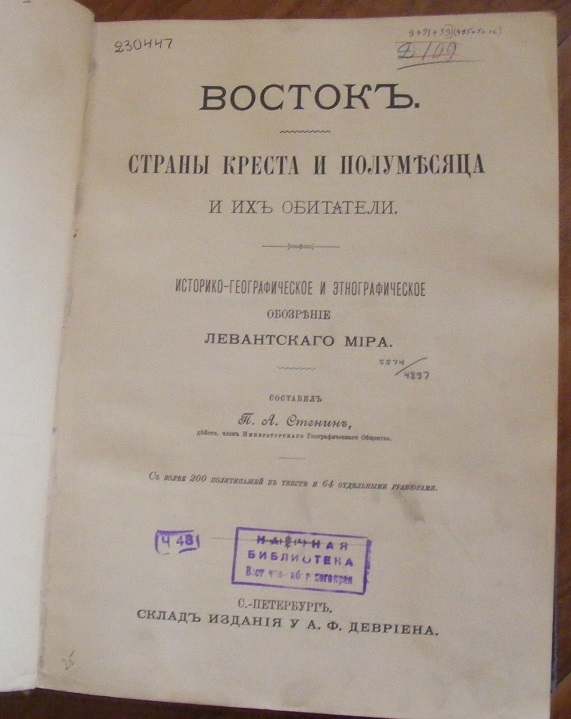 230447
Д 109
ВОСТОКЪ.
СТРАНЫ КРЕСТА И ПОЛУМѢСЯЦА
И ИХЪ ОБИТАТЕЛИ.
ИСТОРИКО-ГЕОГРАФИЧЕСКОЕ И ЭТНОГРАФИЧЕСКОЕ
ОБОЗРѢНІЕ
ЛЕВАНТСКАГО МІРА.
4397
СОСТАВИЛЪ
П. А. Стенинъ,
дѣйств. членъ Императорскаго Географическаго Общества.
Съ болѣе 200 политипажей въ текстѣ и 64 отдѣльными гравюрами.
Ч 48
НАУЧНАЯ
БИБЛИОТЕКА
С.-ПЕТЕРБУРГЪ.
СКЛАДЪ ИЗДАНІЯ У А. Ф. ДЕВРІЕНА.